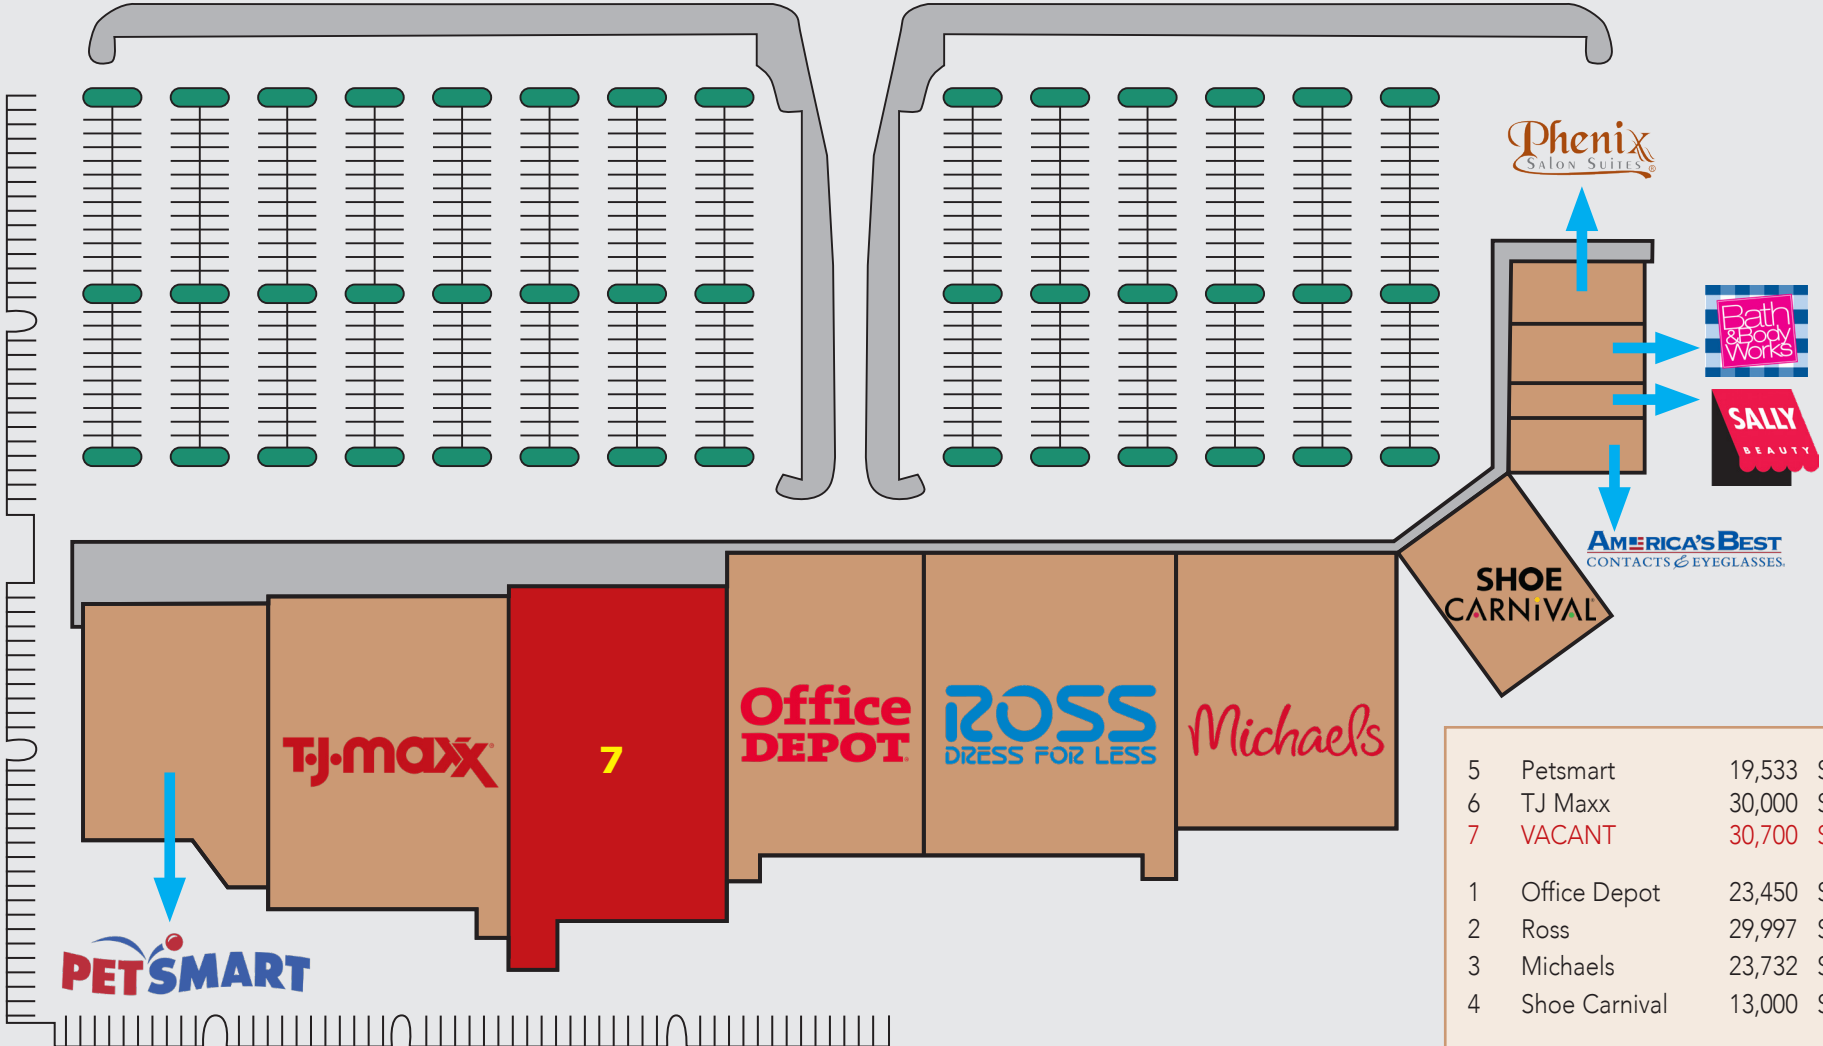 Phenix
SALON SUITES®
Bath
&Body
Works
SALLY
BEAUTY
AMERICA'S BEST
CONTACTS & EYEGLASSES.
SHOE
CARNiVAL
Office
DEPOT
ROSS
DRESS FOR LESS
Michaels
T·J·maxx
7
PETSMART
5 Petsmart 19,533 S
6 TJ Maxx 30,000 S
7 VACANT 30,700 S
1 Office Depot 23,450 S
2 Ross 29,997 S
3 Michaels 23,732 S
4 Shoe Carnival 13,000 S